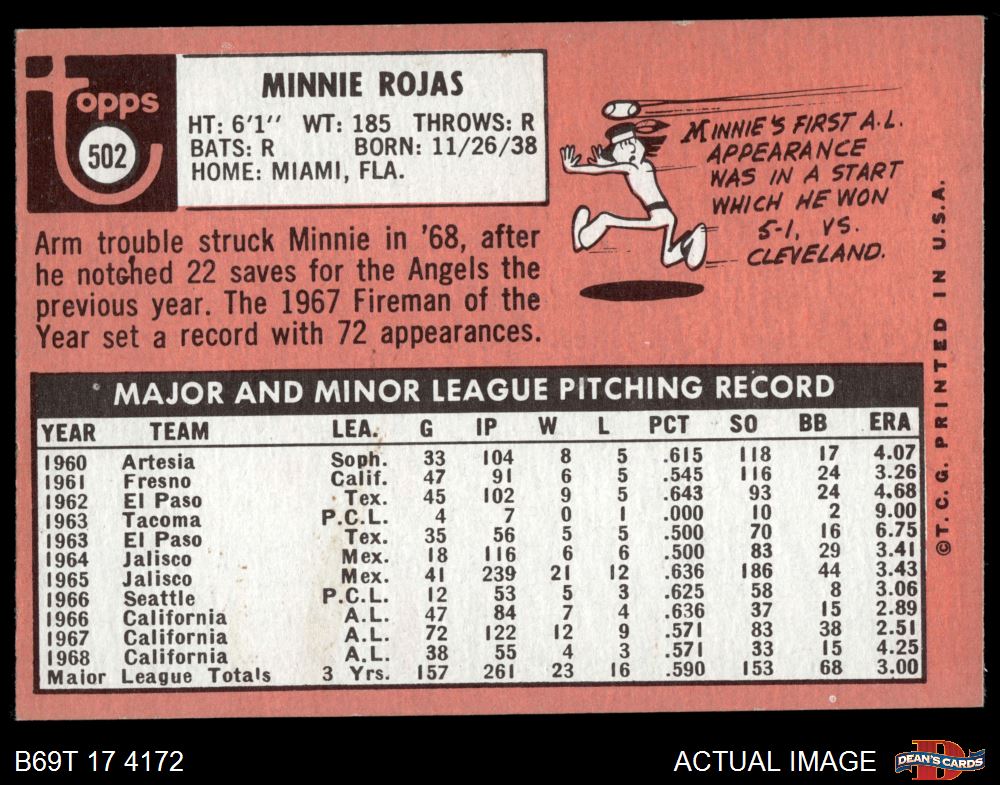 topps
502
MINNIE ROJAS
HT: 6'1'' WT: 185 THROWS: R
BATS: R BORN: 11/26/38
HOME: MIAMI, FLA.
Arm trouble struck Minnie in '68, after
he notched 22 saves for the Angels the
previous year. The 1967 Fireman of the
Year set a record with 72 appearances.
MINNIE'S FIRST A.L.
APPEARANCE
WAS IN A START
WHICH HE WON
5-1, VS.
CLEVELAND.
©T.C.G. PRINTED IN U.S.A.
MAJOR AND MINOR LEAGUE PITCHING RECORD
YEAR TEAM LEA. G IP W L PCT SO BB ERA
1960 Artesia Soph. 33 104 8 5 .615 118 17 4.07
1961 Fresno Calif. 47 91 6 5 .545 116 24 3.26
1962 El Paso Tex. 45 102 9 5 .643 93 24 4.68
1963 Tacoma P.C.L. 4 7 0 1 .000 10 2 9.00
1963 El Paso Tex. 35 56 5 5 .500 70 16 6.75
1964 Jalisco Mex. 18 116 6 6 .500 83 29 3.41
1965 Jalisco Mex. 41 239 21 12 .636 186 44 3.43
1966 Seattle P.C.L. 12 53 5 3 .625 58 8 3.06
1966 California A.L. 47 84 7 4 .636 37 15 2.89
1967 California A.L. 72 122 12 9 .571 83 38 2.51
1968 California A.L. 38 55 4 3 .571 33 15 4.25
Major League Totals 3 Yrs. 157 261 23 16 .590 153 68 3.00
B69T 17 4172
ACTUAL IMAGE
DEAN'S CARDS